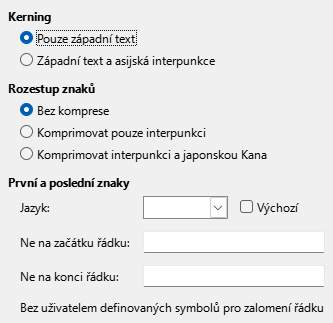 Kerning
Pouze západní text
Západní text a asijská interpunkce
Rozestup znaků
Bez komprese
Komprimovat pouze interpunkci
Komprimovat interpunkci a japonskou Kana
První a poslední znaky
Jazyk:
Výchozí
Ne na začátku řádku:
Ne na konci řádku:
Bez uživatelem definovaných symbolů pro zalomení řádku